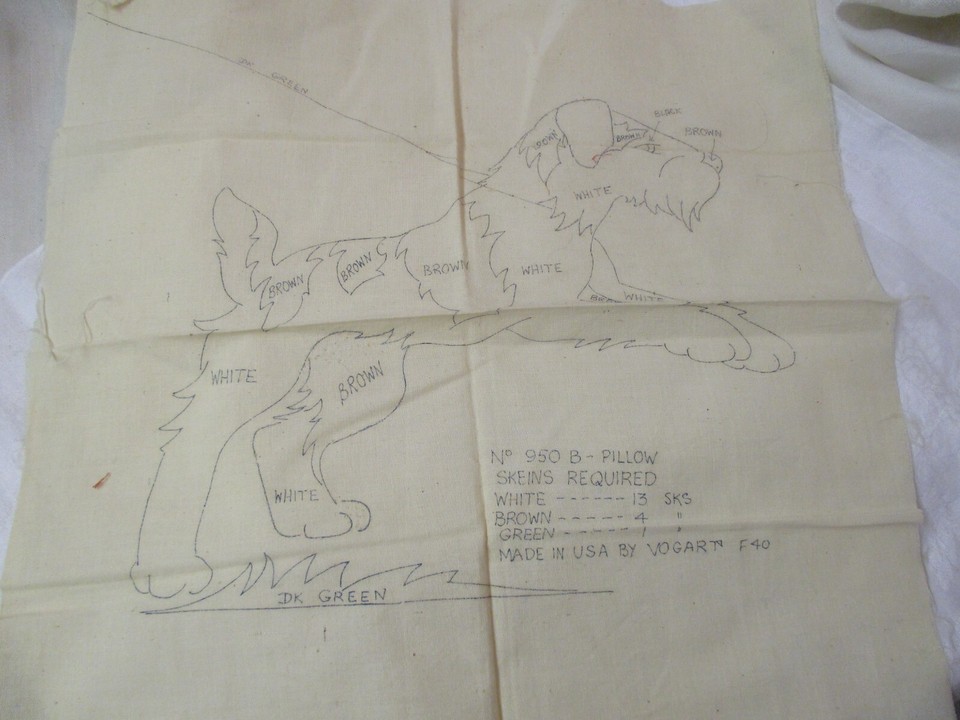 DK GREEN
BLACK
BROWN
BROWN
BROWN
WHITE
BROWN
BROWN
BROWN
WHITE
WHITE
WHITE
BROWN
WHITE
Nº 950 B - PILLOW
SKEINS REQUIRED
WHITE ------ 13 SKS
BROWN ----- 4 "
GREEN ----- 1 "
MADE IN USA BY VOGART F40
DK GREEN